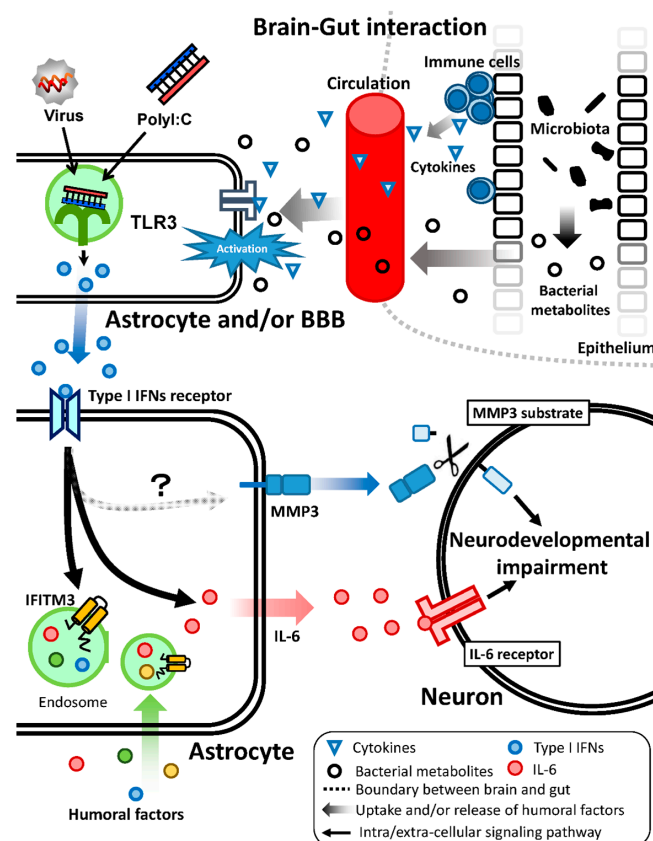 Brain-Gut interaction
Immune cells
Circulation
Virus
PolyI:C
Microbiota
Cytokines
TLR3
Activation
Bacterial
metabolites
Astrocyte and/or BBB
Epithelium
Type I IFNs receptor
MMP3 substrate
?
MMP3
Neurodevelopmental
impairment
IFITM3
IL-6
IL-6 receptor
Endosome
Neuron
Astrocyte
Humoral factors
Cytokines
Type I IFNs
Bacterial metabolites
IL-6
Boundary between brain and gut
Uptake and/or release of humoral factors
Intra/extra-cellular signaling pathway